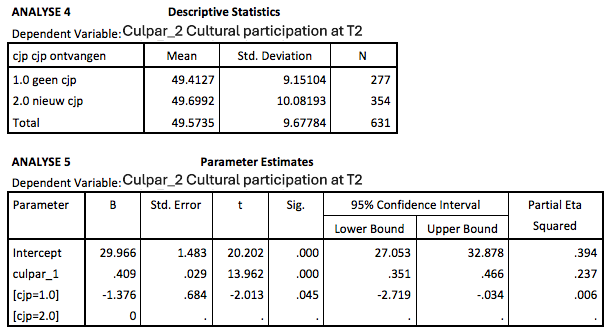 ANALYSE 4 Descriptive Statistics
Dependent Variable: Culpar_2 Cultural participation at T2
cjp cjp ontvangen Mean Std. Deviation N
1.0 geen cjp 49.4127 9.15104 277
2.0 nieuw cjp 49.6992 10.08193 354
Total 49.5735 9.67784 631
ANALYSE 5 Parameter Estimates
Dependent Variable: Culpar_2 Cultural participation at T2
Parameter B Std. Error t Sig. 95% Confidence Interval Partial Eta Squared
Lower Bound Upper Bound
Intercept 29.966 1.483 20.202 .000 27.053 32.878 .394
culpar_1 .409 .029 13.962 .000 .351 .466 .237
[cjp=1.0] -1.376 .684 -2.013 .045 -2.719 -.034 .006
[cjp=2.0] 0 . . . . . .